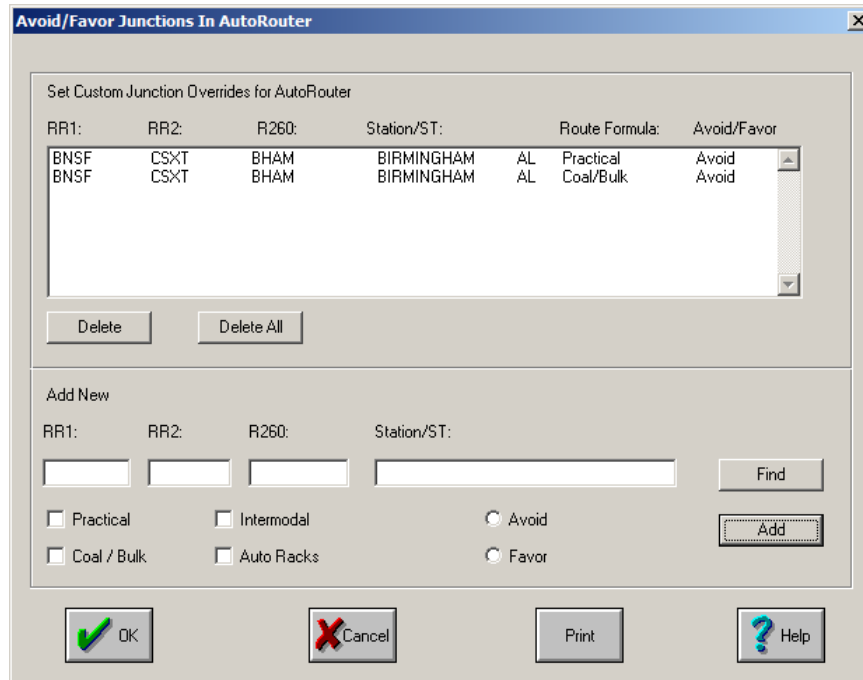 Avoid/Favor Junctions In AutoRouter
Set Custom Junction Overrides for AutoRouter
RR1: RR2: R260: Station/ST: Route Formula: Avoid/Favor
BNSF CSXT BHAM BIRMINGHAM AL Practical Avoid
BNSF CSXT BHAM BIRMINGHAM AL Coal/Bulk Avoid
Delete Delete All
Add New
RR1: RR2: R260: Station/ST:
Find
Practical Intermodal Avoid
Add
Coal / Bulk Auto Racks Favor
OK Cancel Print Help